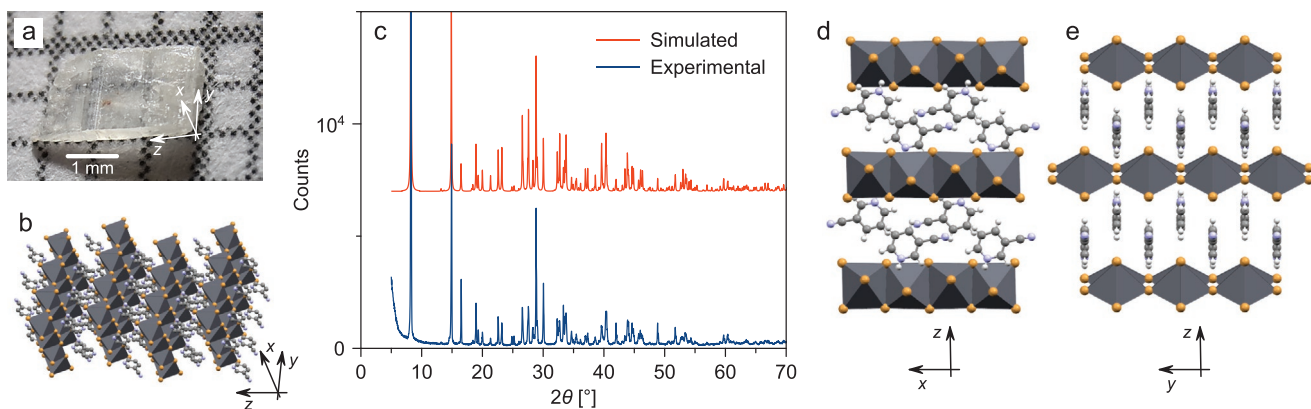 a
x
y
z
1 mm
b
x
y
z
c
Simulated
Experimental
Counts
10⁴
0
0
10
20
30
40
50
60
70
2θ [°]
d
z
x
e
z
y